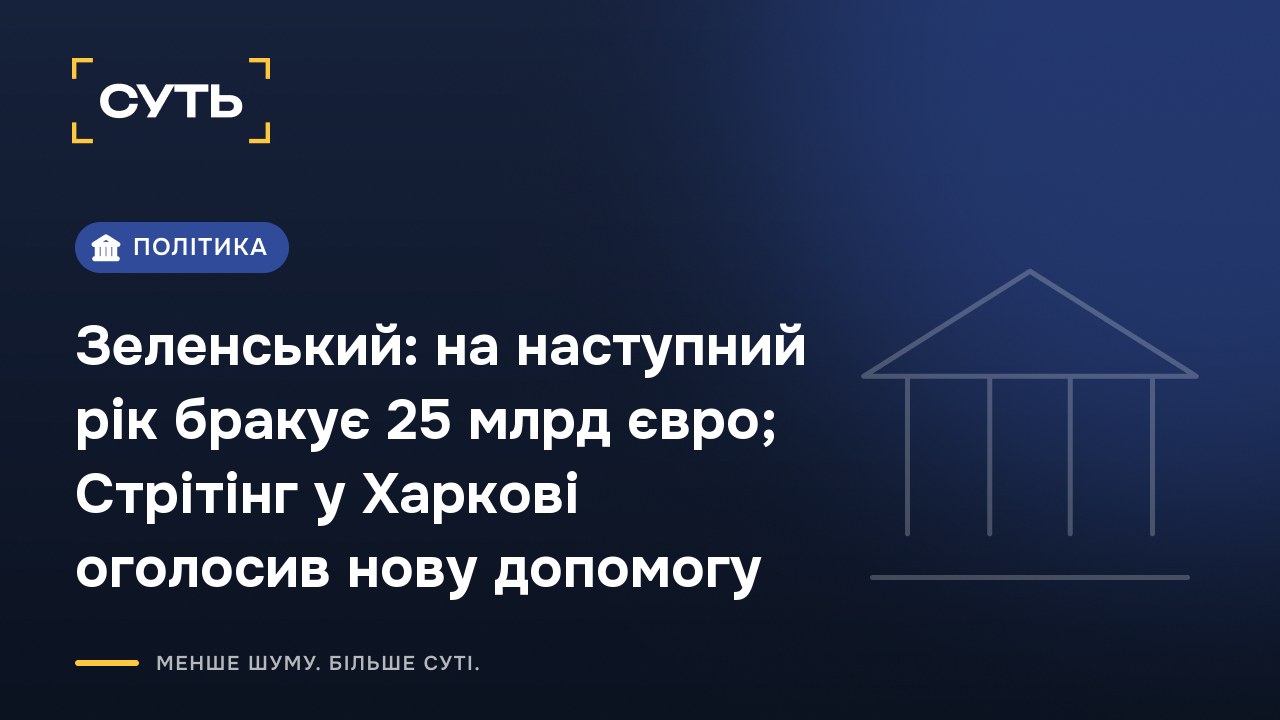 СУТЬ
ПОЛІТИКА
Зеленський: на наступний
рік бракує 25 млрд євро;
Стрітінг у Харкові
оголосив нову допомогу
МЕНШЕ ШУМУ. БІЛЬШЕ СУТІ.